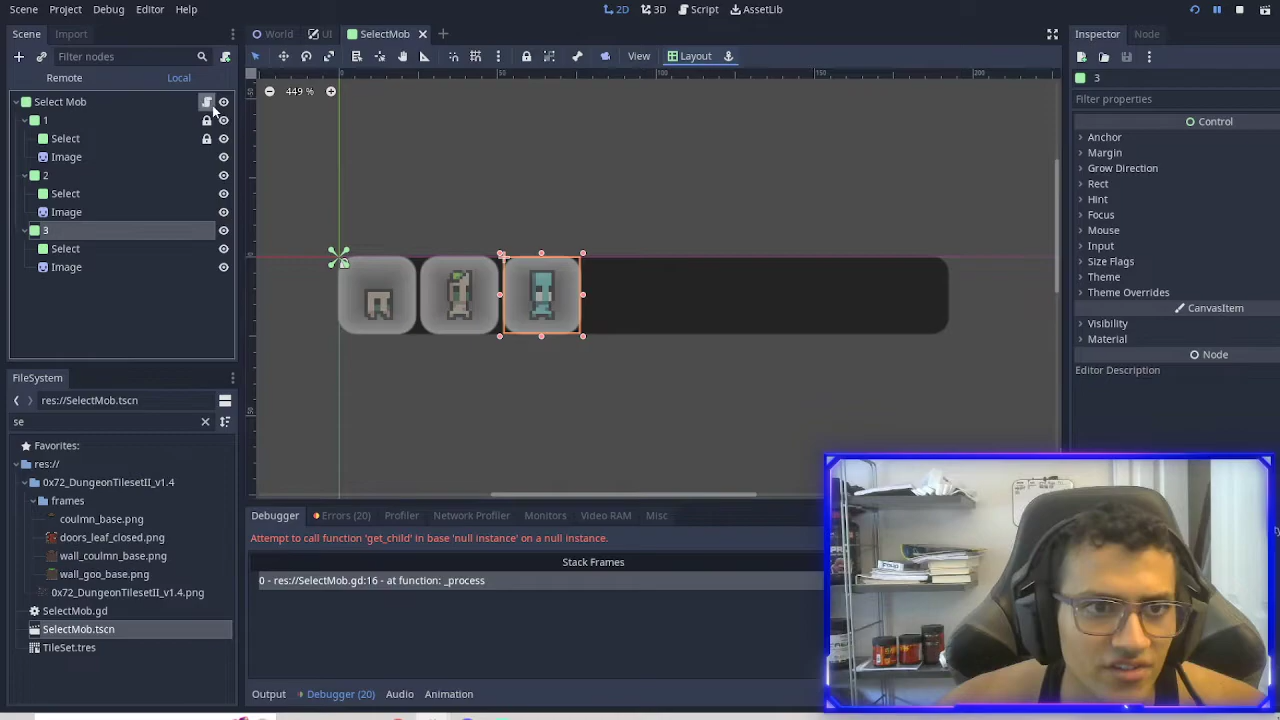 Scene Project Debug Editor Help
2D 3D Script AssetLib
Scene Import
World UI SelectMob
Inspector Node
Filter nodes
View Layout
Remote Local
3
Select Mob
449 %
Filter properties
1
Control
Select
Anchor
Image
Margin
2
Grow Direction
Select
Rect
Image
Hint
3
Focus
Select
Mouse
Image
Input
Size Flags
Theme
Theme Overrides
CanvasItem
Visibility
Material
Node
Editor Description
0 50 100 150 200
FileSystem
res://SelectMob.tscn
se
Favorites:
res://
0x72_DungeonTilesetII_v1.4
frames
coulmn_base.png
doors_leaf_closed.png
wall_coulmn_base.png
wall_goo_base.png
0x72_DungeonTilesetII_v1.4.png
SelectMob.gd
SelectMob.tscn
TileSet.tres
Debugger Errors (20) Profiler Network Profiler Monitors Video RAM Misc
Attempt to call function 'get_child' in base 'null instance' on a null instance.
Stack Frames
0 - res://SelectMob.gd:16 - at function: _process
Output Debugger (20) Audio Animation